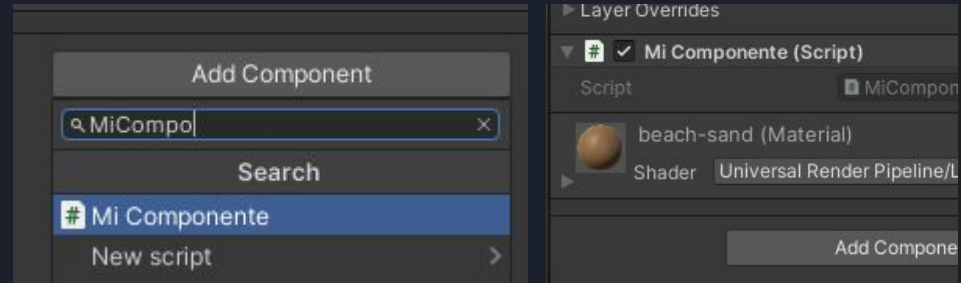 Add Component
MiCompo
Search
# Mi Componente
New script
Layer Overrides
# Mi Componente (Script)
Script
# MiCompon
beach-sand (Material)
Shader Universal Render Pipeline/L
Add Compone